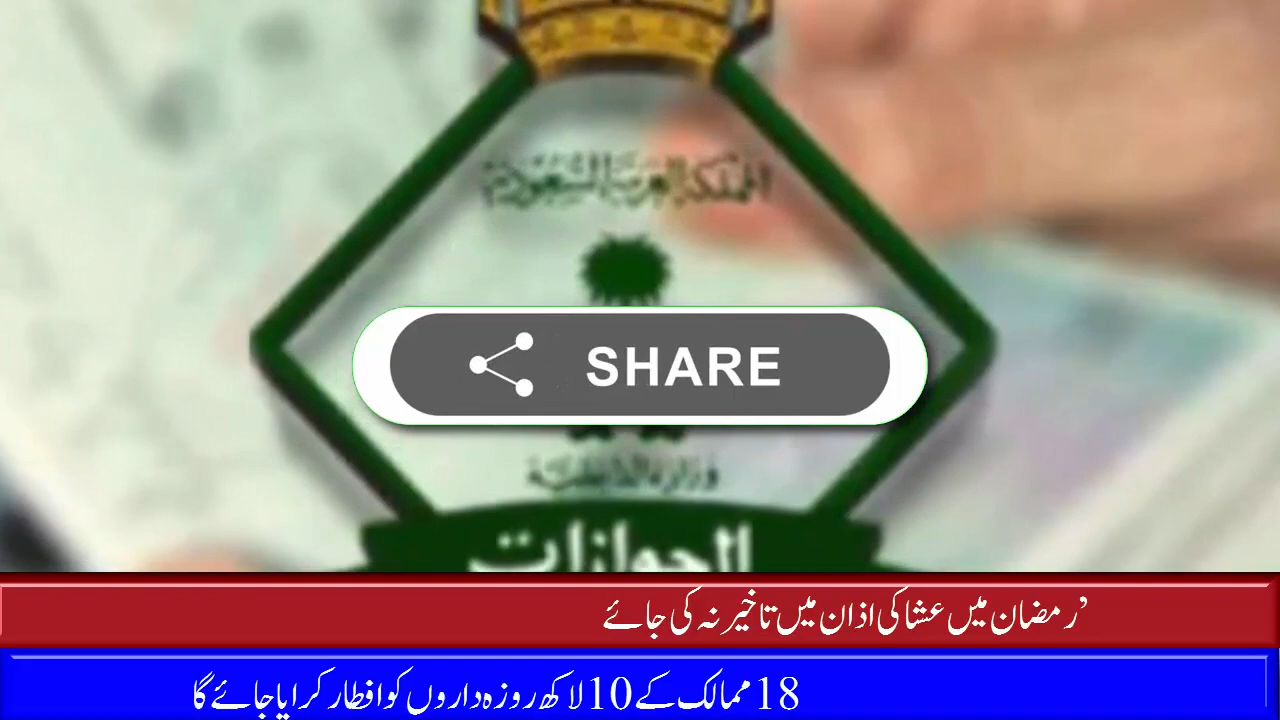 المملكة العربية السعودية
SHARE
وزارة الداخلية
الجوازات
’رمضان میں عشا کی اذان میں تاخیر نہ کی جائے
18 ممالک کے 10 لاکھ روزہ داروں کو افطار کرایا جائے گا